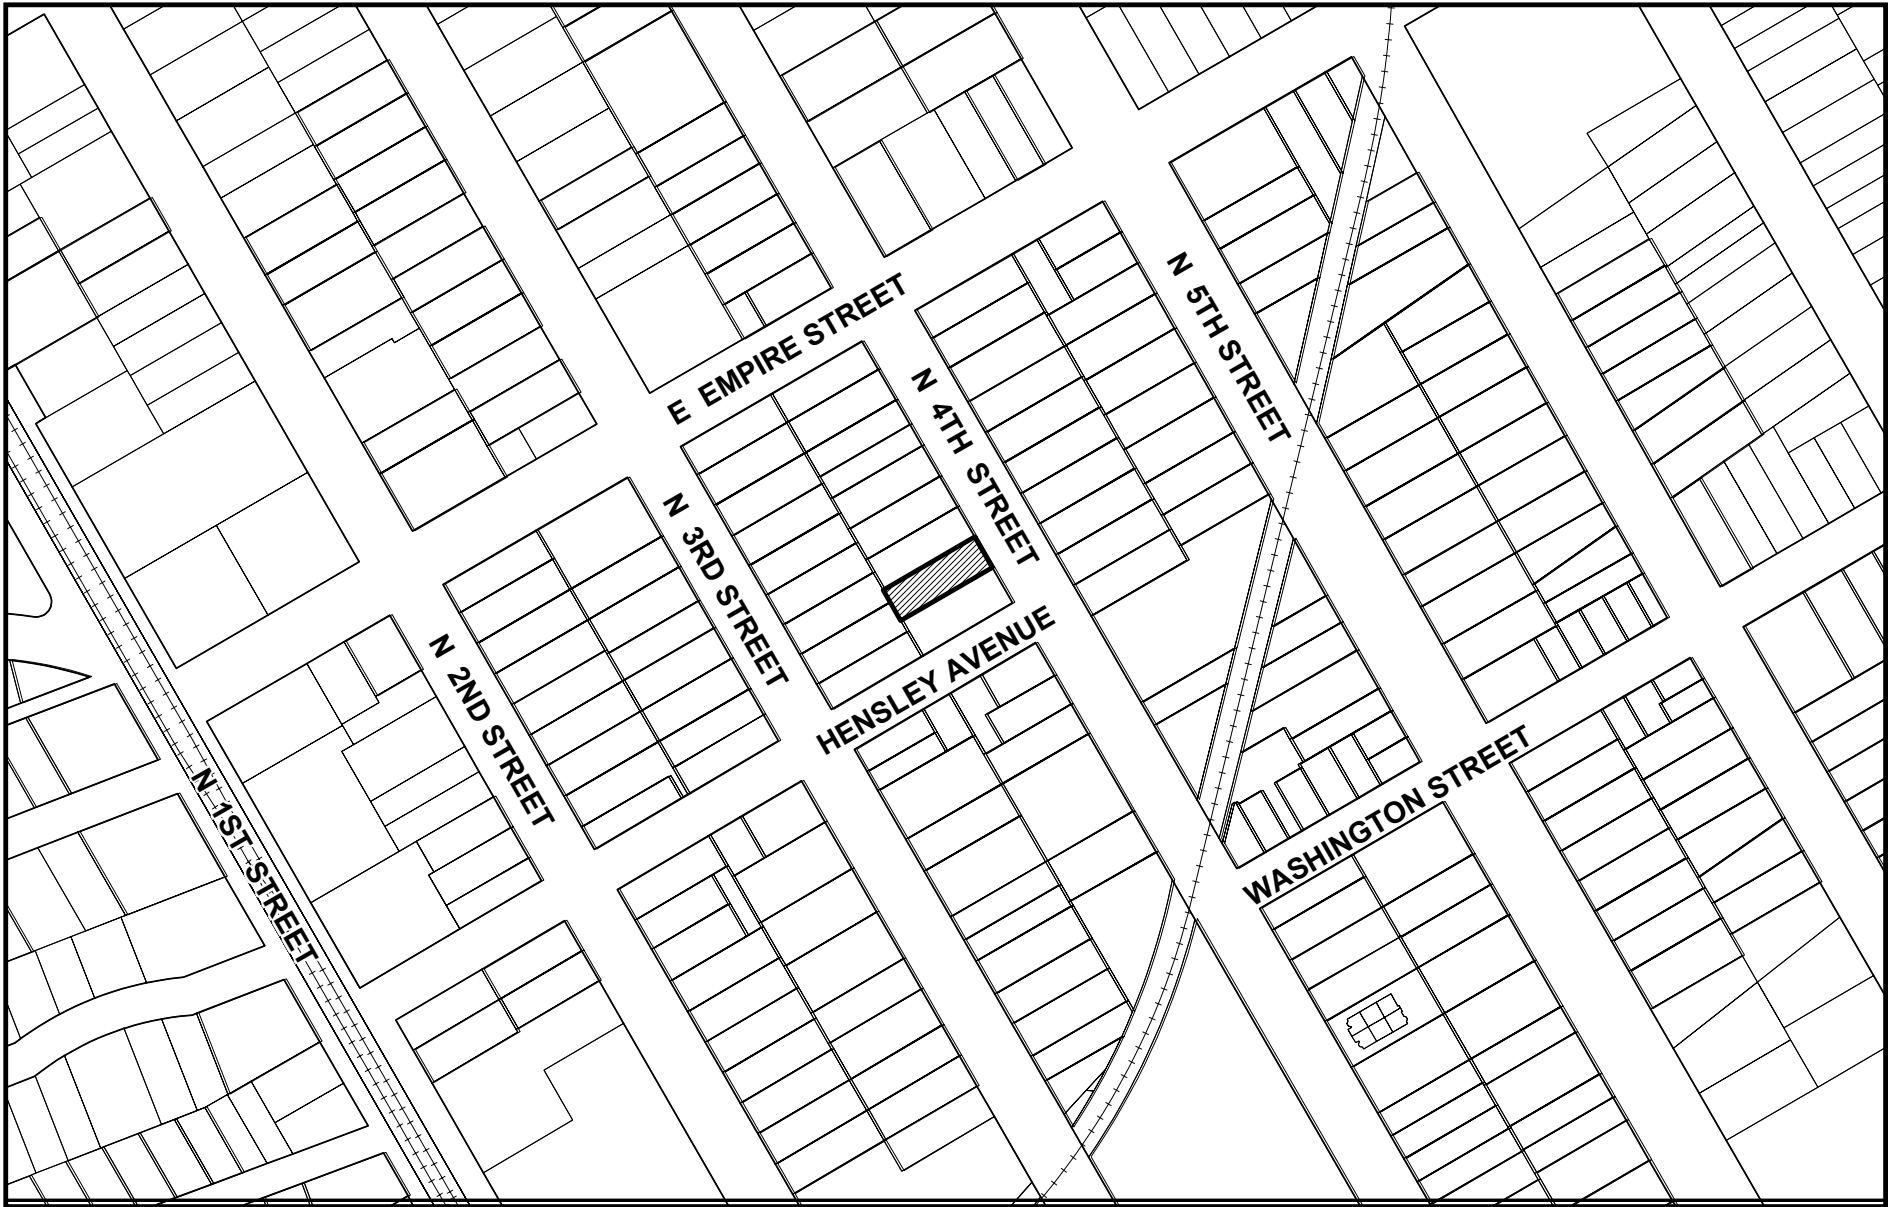 N 5TH STREET
E EMPIRE STREET
N 4TH STREET
N 3RD STREET
HENSLEY AVENUE
N 2ND STREET
WASHINGTON STREET
N 1ST STREET